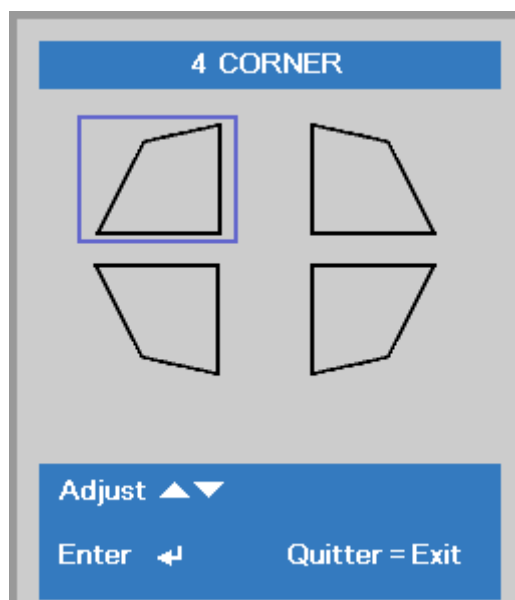 4 CORNER
Adjust ▲▼
Enter ↵ Quitter = Exit